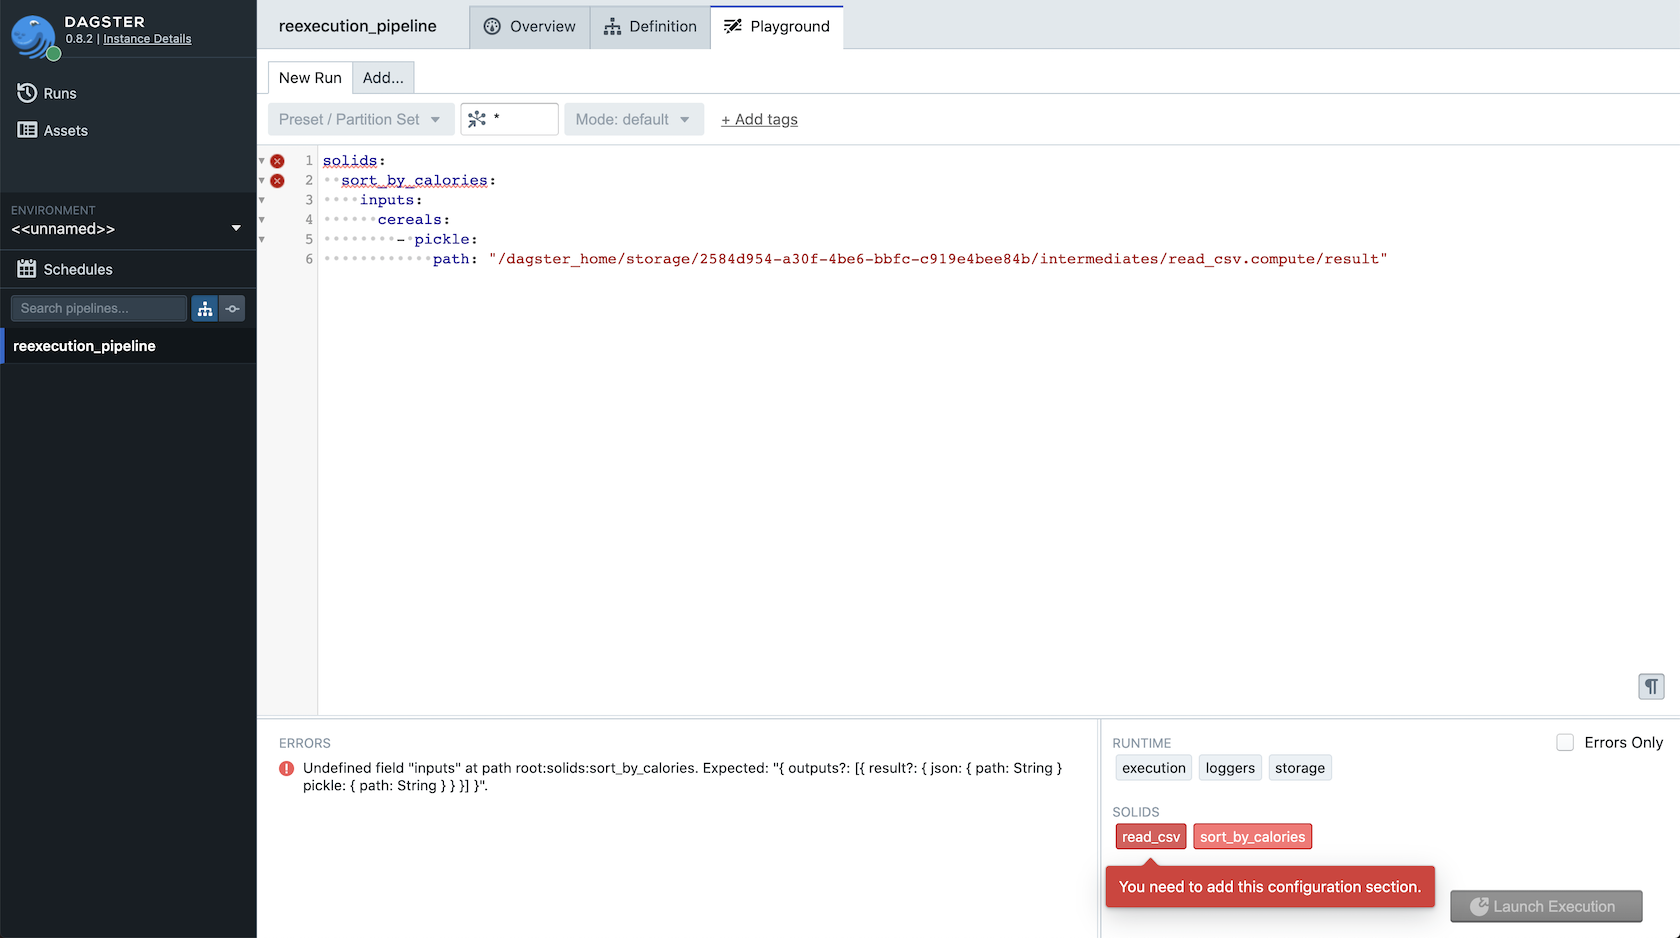 DAGSTER
0.8.2 | Instance Details
Runs
Assets
ENVIRONMENT
<<unnamed>>
Schedules
Search pipelines...
reexecution_pipeline
reexecution_pipeline
Overview
Definition
Playground
New Run
Add...
Preset / Partition Set
*
Mode: default
+ Add tags
1 solids:
2 sort_by_calories:
3 inputs:
4 cereals:
5 - pickle:
6 path: "/dagster_home/storage/2584d954-a30f-4be6-bbfc-c919e4bee84b/intermediates/read_csv.compute/result"
¶
ERRORS
Undefined field "inputs" at path root:solids:sort_by_calories. Expected: "{ outputs?: [{ result?: { json: { path: String }
pickle: { path: String } } }] }".
RUNTIME
Errors Only
execution
loggers
storage
SOLIDS
read_csv
sort_by_calories
You need to add this configuration section.
Launch Execution